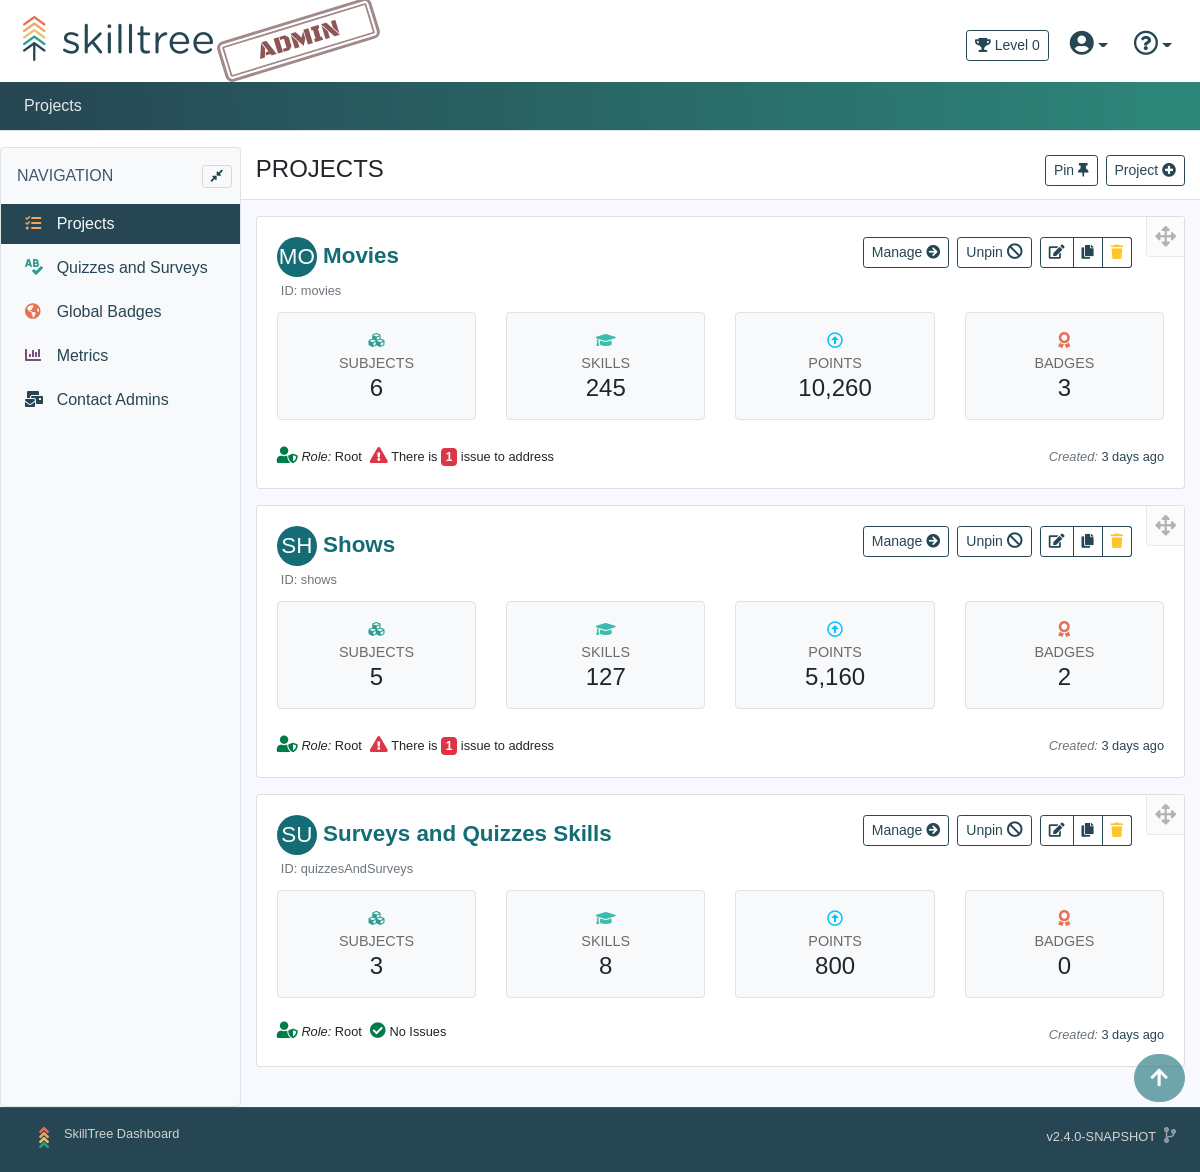 skilltree
ADMIN
Level 0
Projects
NAVIGATION
Projects
Quizzes and Surveys
Global Badges
Metrics
Contact Admins
PROJECTS
Pin
Project
MO Movies
Manage
Unpin
ID: movies
SUBJECTS
6
SKILLS
245
POINTS
10,260
BADGES
3
Role: Root There is 1 issue to address
Created: 3 days ago
SH Shows
Manage
Unpin
ID: shows
SUBJECTS
5
SKILLS
127
POINTS
5,160
BADGES
2
Role: Root There is 1 issue to address
Created: 3 days ago
SU Surveys and Quizzes Skills
Manage
Unpin
ID: quizzesAndSurveys
SUBJECTS
3
SKILLS
8
POINTS
800
BADGES
0
Role: Root No Issues
Created: 3 days ago
SkillTree Dashboard
v2.4.0-SNAPSHOT